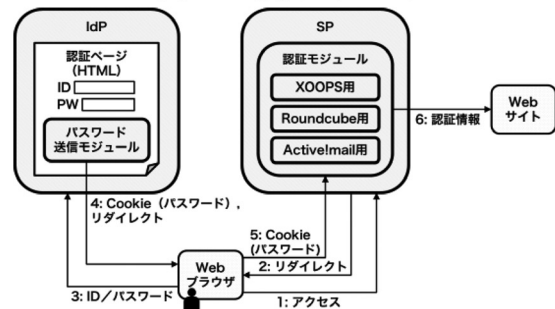 IdP
認証ページ
(HTML)
ID
PW
パスワード
送信モジュール
SP
認証モジュール
XOOPS用
Roundcube用
Active!mail用
6: 認証情報
Web
サイト
4: Cookie（パスワード）,
リダイレクト
5: Cookie
(パスワード)
2: リダイレクト
Web
ブラウザ
3: ID／パスワード
1: アクセス